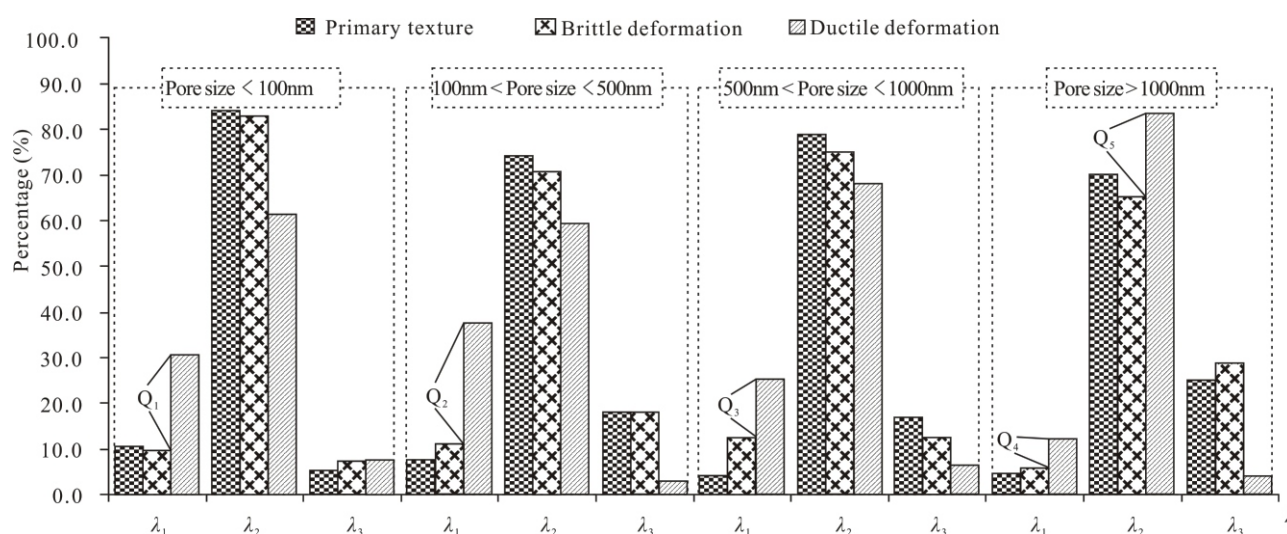 Primary texture Brittle deformation Ductile deformation
Percentage (%)
100.0
90.0
80.0
70.0
60.0
50.0
40.0
30.0
20.0
10.0
0.0
Pore size < 100nm
100nm < Pore size < 500nm
500nm < Pore size < 1000nm
Pore size > 1000nm
Q₁
Q₂
Q₃
Q₄
Q₅
λ₁ λ₂ λ₃ λ₁ λ₂ λ₃ λ₁ λ₂ λ₃ λ₁ λ₂ λ₃